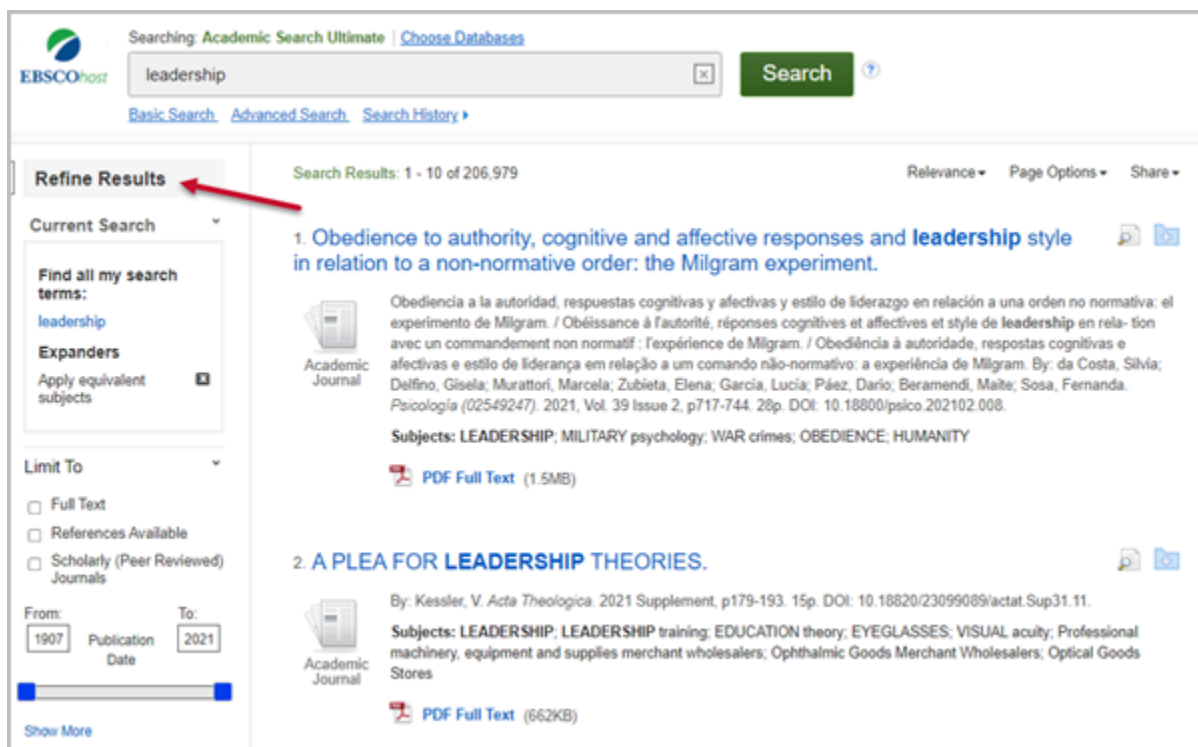 Searching: Academic Search Ultimate | Choose Databases
EBSCOhost
leadership
Search
?
Basic Search Advanced Search Search History
Refine Results
Search Results: 1 - 10 of 206,979
Relevance Page Options Share
Current Search
Find all my search
terms:
leadership
Expanders
Apply equivalent
subjects
Limit To
Full Text
References Available
Scholarly (Peer Reviewed)
Journals
From: To:
1907 Publication 2021
Date
Show More
1. Obedience to authority, cognitive and affective responses and leadership style
in relation to a non-normative order: the Milgram experiment.
Academic
Journal
Obediencia a la autoridad, respuestas cognitivas y afectivas y estilo de liderazgo en relación a una orden no normativa: el
experimento de Milgram. / Obéissance à l'autorité, réponses cognitives et affectives et style de leadership en rela- tion
avec un commandement non normatif : l'expérience de Milgram. / Obediência à autoridade, respostas cognitivas e
afectivas e estilo de liderança em relação a um comando não-normativo: a experiência de Milgram. By: da Costa, Silvia;
Delfino, Gisela; Murattori, Marcela; Zubieta, Elena; García, Lucía; Páez, Dario; Beramendi, Maite; Sosa, Fernanda.
Psicología (02549247). 2021, Vol. 39 Issue 2, p717-744. 28p. DOI: 10.18800/psico.202102.008.
Subjects: LEADERSHIP; MILITARY psychology; WAR crimes; OBEDIENCE; HUMANITY
PDF Full Text (1.5MB)
2. A PLEA FOR LEADERSHIP THEORIES.
Academic
Journal
By: Kessler, V. Acta Theologica. 2021 Supplement, p179-193. 15p. DOI: 10.18820/23099089/actat.Sup31.11.
Subjects: LEADERSHIP; LEADERSHIP training; EDUCATION theory; EYEGLASSES; VISUAL acuity; Professional
machinery, equipment and supplies merchant wholesalers; Ophthalmic Goods Merchant Wholesalers; Optical Goods
Stores
PDF Full Text (662KB)